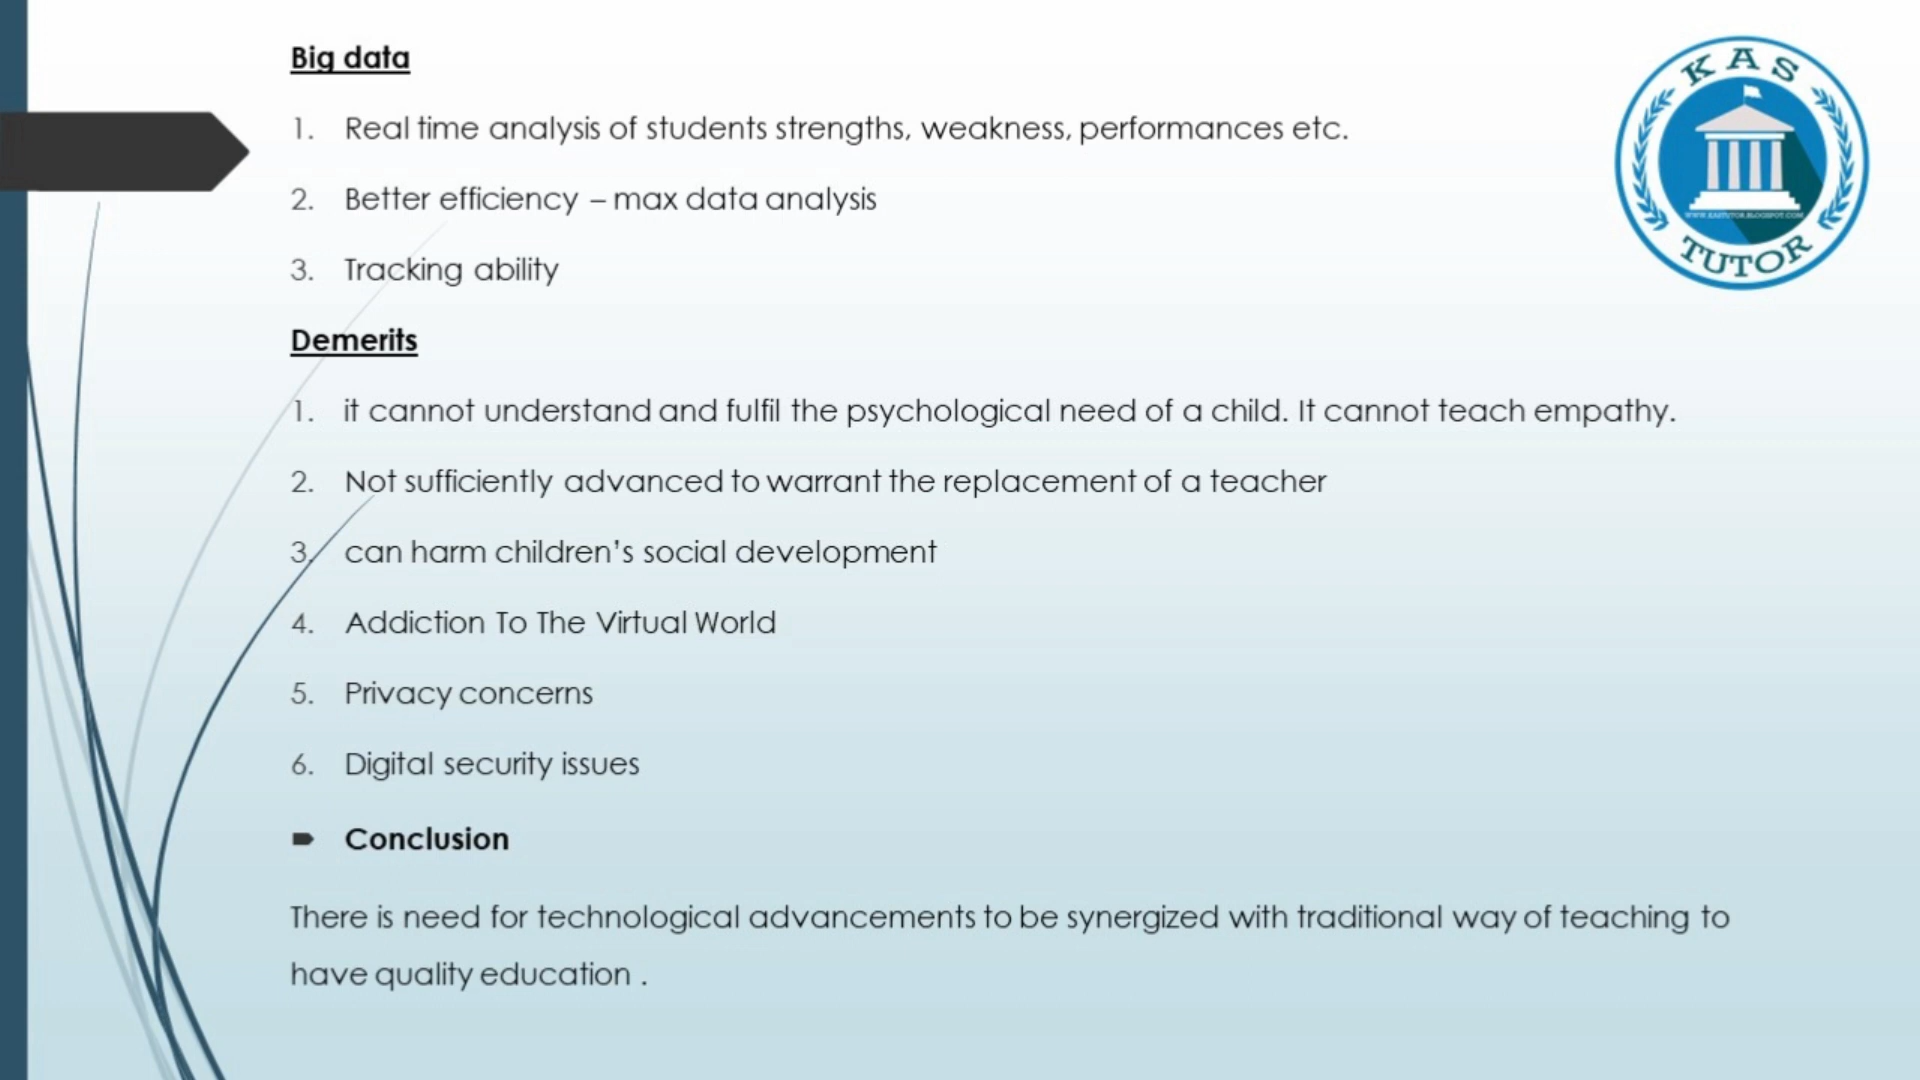 Big data
1. Real time analysis of students strengths, weakness, performances etc.
2. Better efficiency – max data analysis
3. Tracking ability
Demerits
1. it cannot understand and fulfil the psychological need of a child. It cannot teach empathy.
2. Not sufficiently advanced to warrant the replacement of a teacher
3. can harm children's social development
4. Addiction To The Virtual World
5. Privacy concerns
6. Digital security issues
Conclusion
There is need for technological advancements to be synergized with traditional way of teaching to
have quality education .
KAS
WWW.KASTUTOR.BLOGSPOT.COM
TUTOR